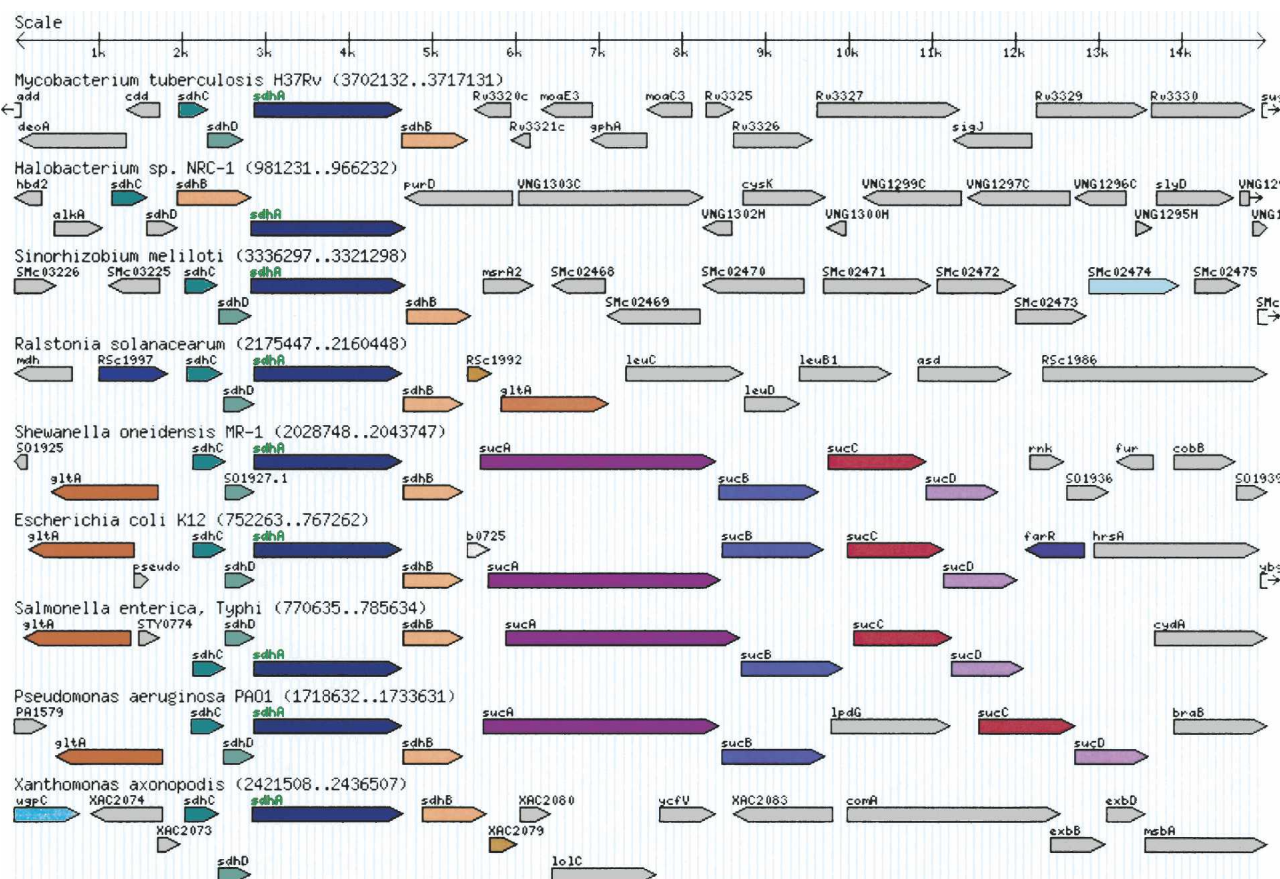 Scale
1k 2k 3k 4k 5k 6k 7k 8k 9k 10k 11k 12k 13k 14k
Mycobacterium tuberculosis H37Rv (3702132..3717131)
add cdd sdhC sdhA Rv3320c moaE3 moaC3 Rv3325 Rv3327 Rv3329 Rv3330 sug
deoA sdhD sdhB Rv3321c gphA Rv3326 sigJ
Halobacterium sp. NRC-1 (981231..966232)
hbd2 sdhC sdhB purD VNG1303C cysK VNG1299C VNG1297C VNG1296C slyD VNG129
alkA sdhD sdhA VNG1302H VNG1300H VNG1295H VNG1
Sinorhizobium meliloti (3336297..3321298)
SMc03226 SMc03225 sdhC sdhA msrA2 SMc02468 SMc02470 SMc02471 SMc02472 SMc02474 SMc02475
sdhD sdhB SMc02469 SMc02473 SMc
Ralstonia solanacearum (2175447..2160448)
mdh RSc1997 sdhC sdhA RSc1992 leuC leuB1 asd RSc1986
sdhD sdhB gltA leuD
Shewanella oneidensis MR-1 (2028748..2043747)
SO1925 sdhC sdhA sucA sucC rnk fur cobB
gltA SO1927.1 sdhB sucB sucD SO1936 SO1939
Escherichia coli K12 (752263..767262)
gltA sdhC sdhA b0725 sucB sucC farR hrsA
pseudo sdhD sdhB sucA sucD ybg
Salmonella enterica, Typhi (770635..785634)
gltA STY0774 sdhD sdhB sucA sucC cydA
sdhC sdhA sucB sucD
Pseudomonas aeruginosa PAO1 (1718632..1733631)
PA1579 sdhC sdhA sucA lpdG sucC braB
gltA sdhD sdhB sucB sucD
Xanthomonas axonopodis (2421508..2436507)
ugpC XAC2074 sdhC sdhA sdhB XAC2080 ycfV XAC2083 comA exbD
XAC2073 XAC2079 exbB msbA
sdhD lolC